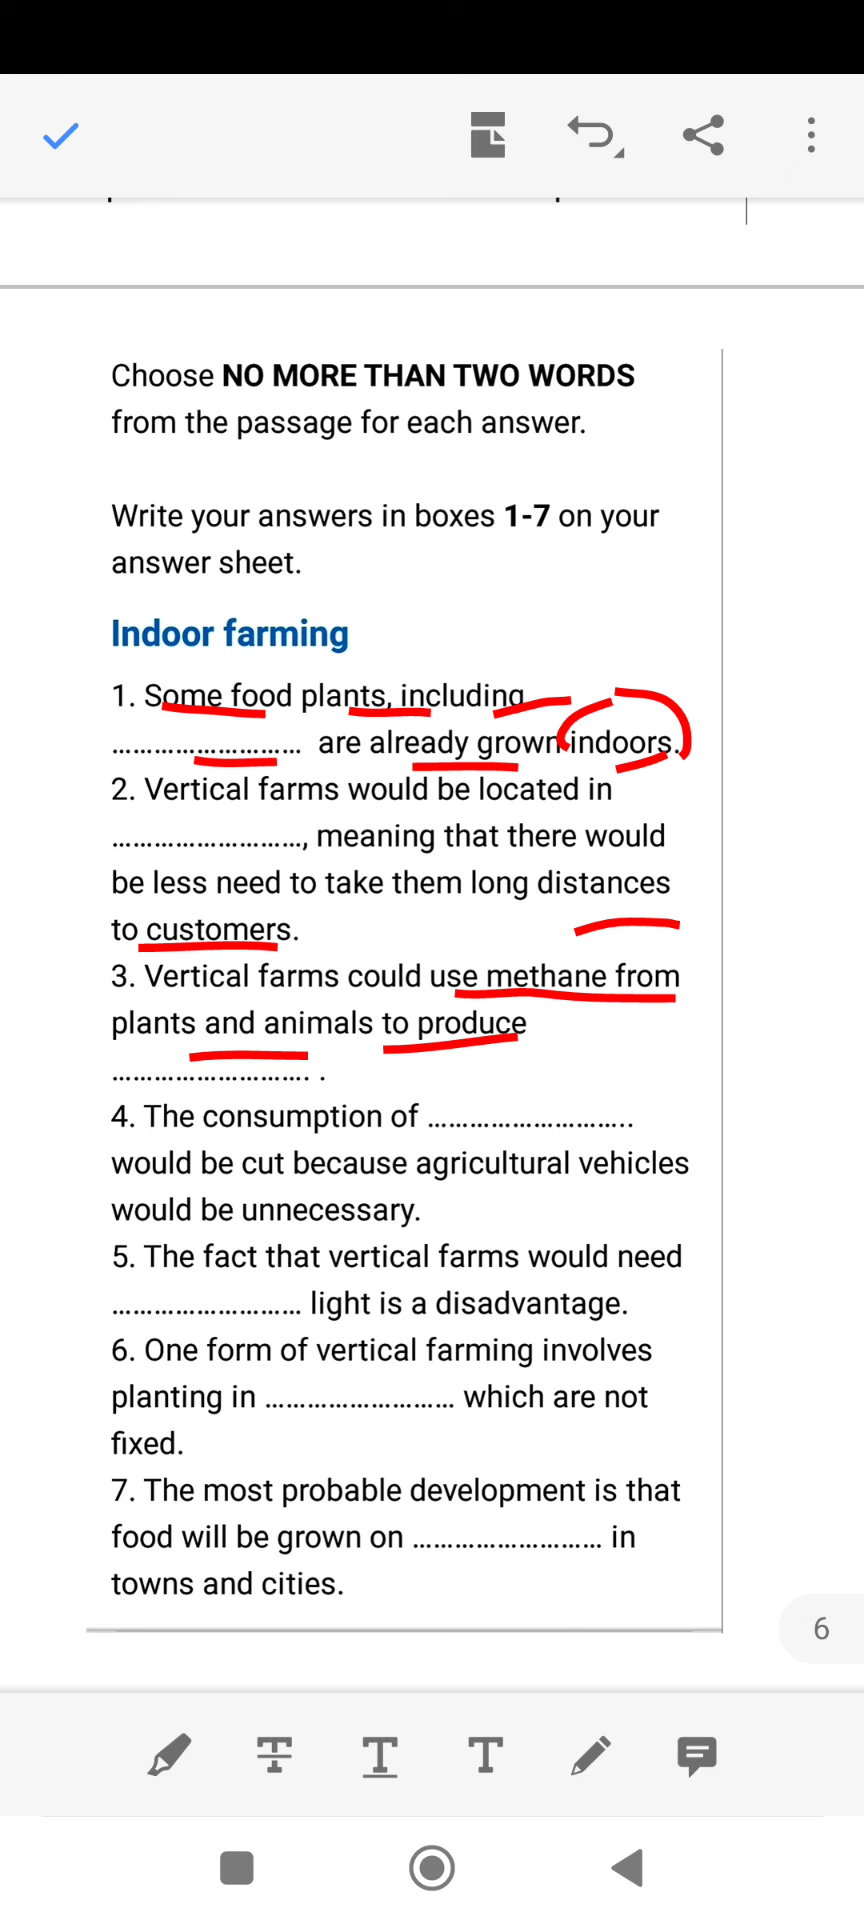 Choose NO MORE THAN TWO WORDS
from the passage for each answer.
Write your answers in boxes 1-7 on your
answer sheet.
Indoor farming
1. Some food plants, including
........................... are already grown indoors.
2. Vertical farms would be located in
..........................., meaning that there would
be less need to take them long distances
to customers.
3. Vertical farms could use methane from
plants and animals to produce
........................... .
4. The consumption of ............................
would be cut because agricultural vehicles
would be unnecessary.
5. The fact that vertical farms would need
........................... light is a disadvantage.
6. One form of vertical farming involves
planting in ........................... which are not
fixed.
7. The most probable development is that
food will be grown on ........................... in
towns and cities.
6
T
T
T